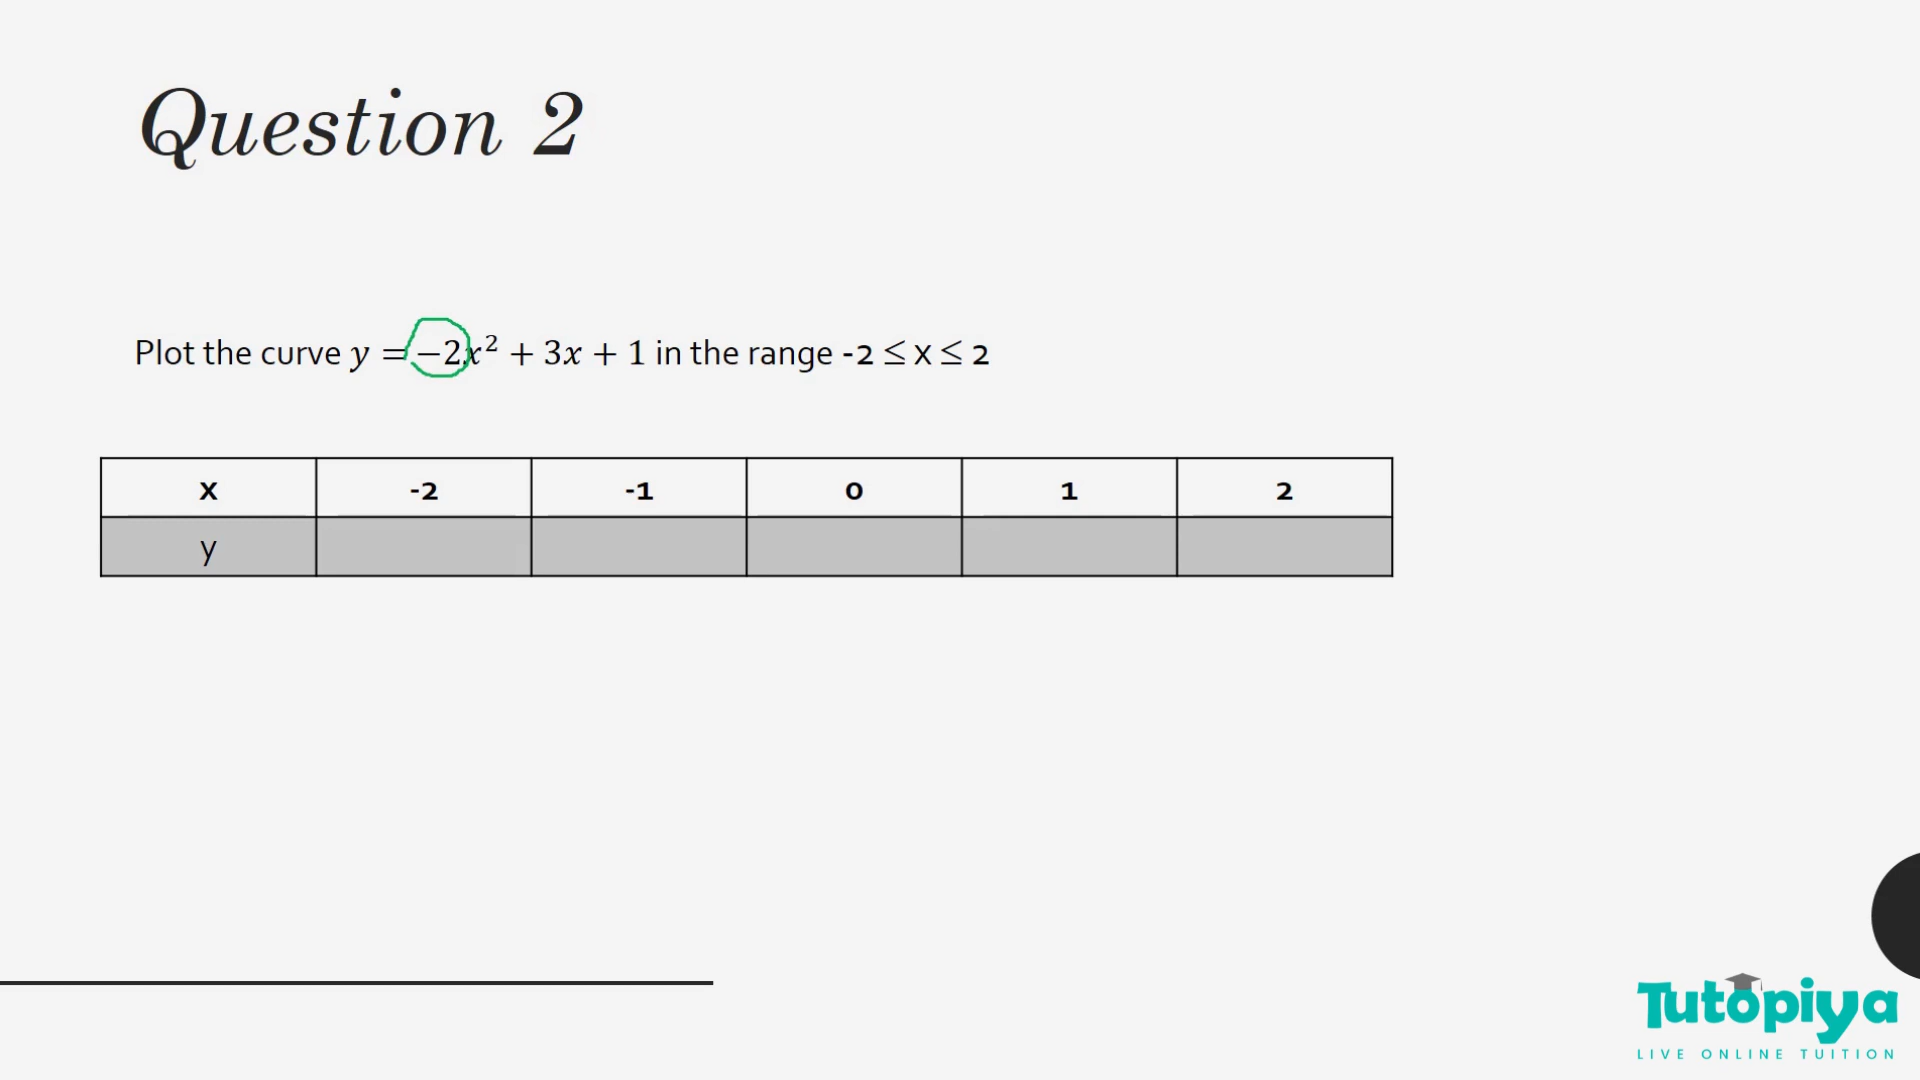 Question 2
Plot the curve y = −2x² + 3x + 1 in the range -2 ≤ x ≤ 2
x -2 -1 0 1 2
y
Tutopiya
LIVE ONLINE TUITION